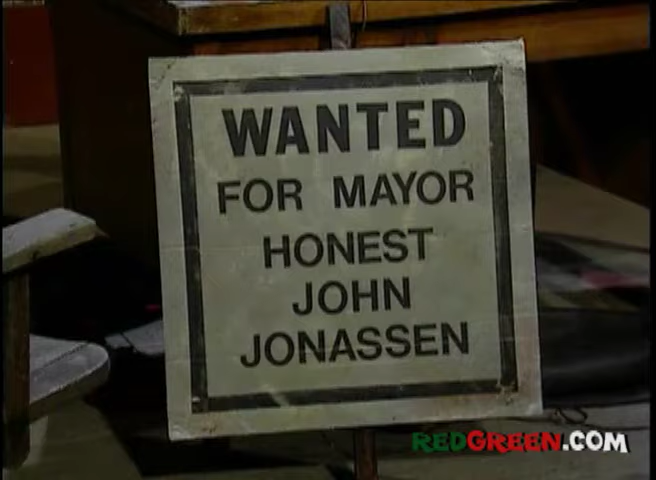 WANTED
FOR MAYOR
HONEST
JOHN
JONASSEN
REDGREEN.COM